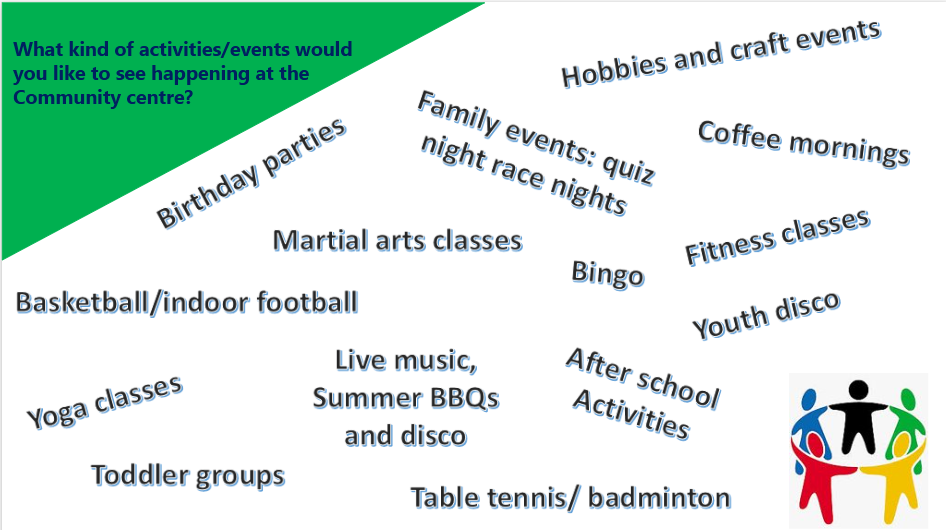 What kind of activities/events would
you like to see happening at the
Community centre?
Hobbies and craft events
Family events: quiz
night race nights
Coffee mornings
Birthday parties
Martial arts classes
Fitness classes
Bingo
Basketball/indoor football
Youth disco
Live music,
Summer BBQs
and disco
After school
Activities
Yoga classes
Toddler groups
Table tennis/ badminton